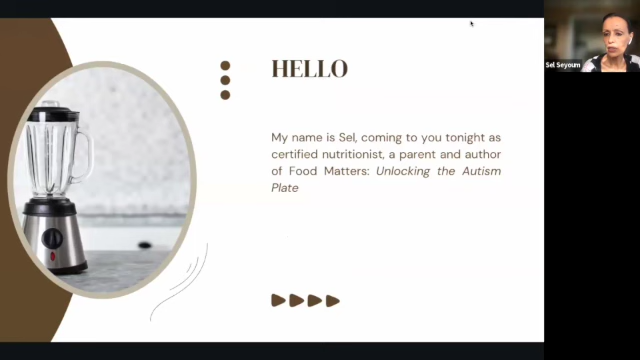 HELLO
My name is Sel, coming to you tonight as
certified nutritionist, a parent and author
of Food Matters: Unlocking the Autism
Plate
Sel Seyoum